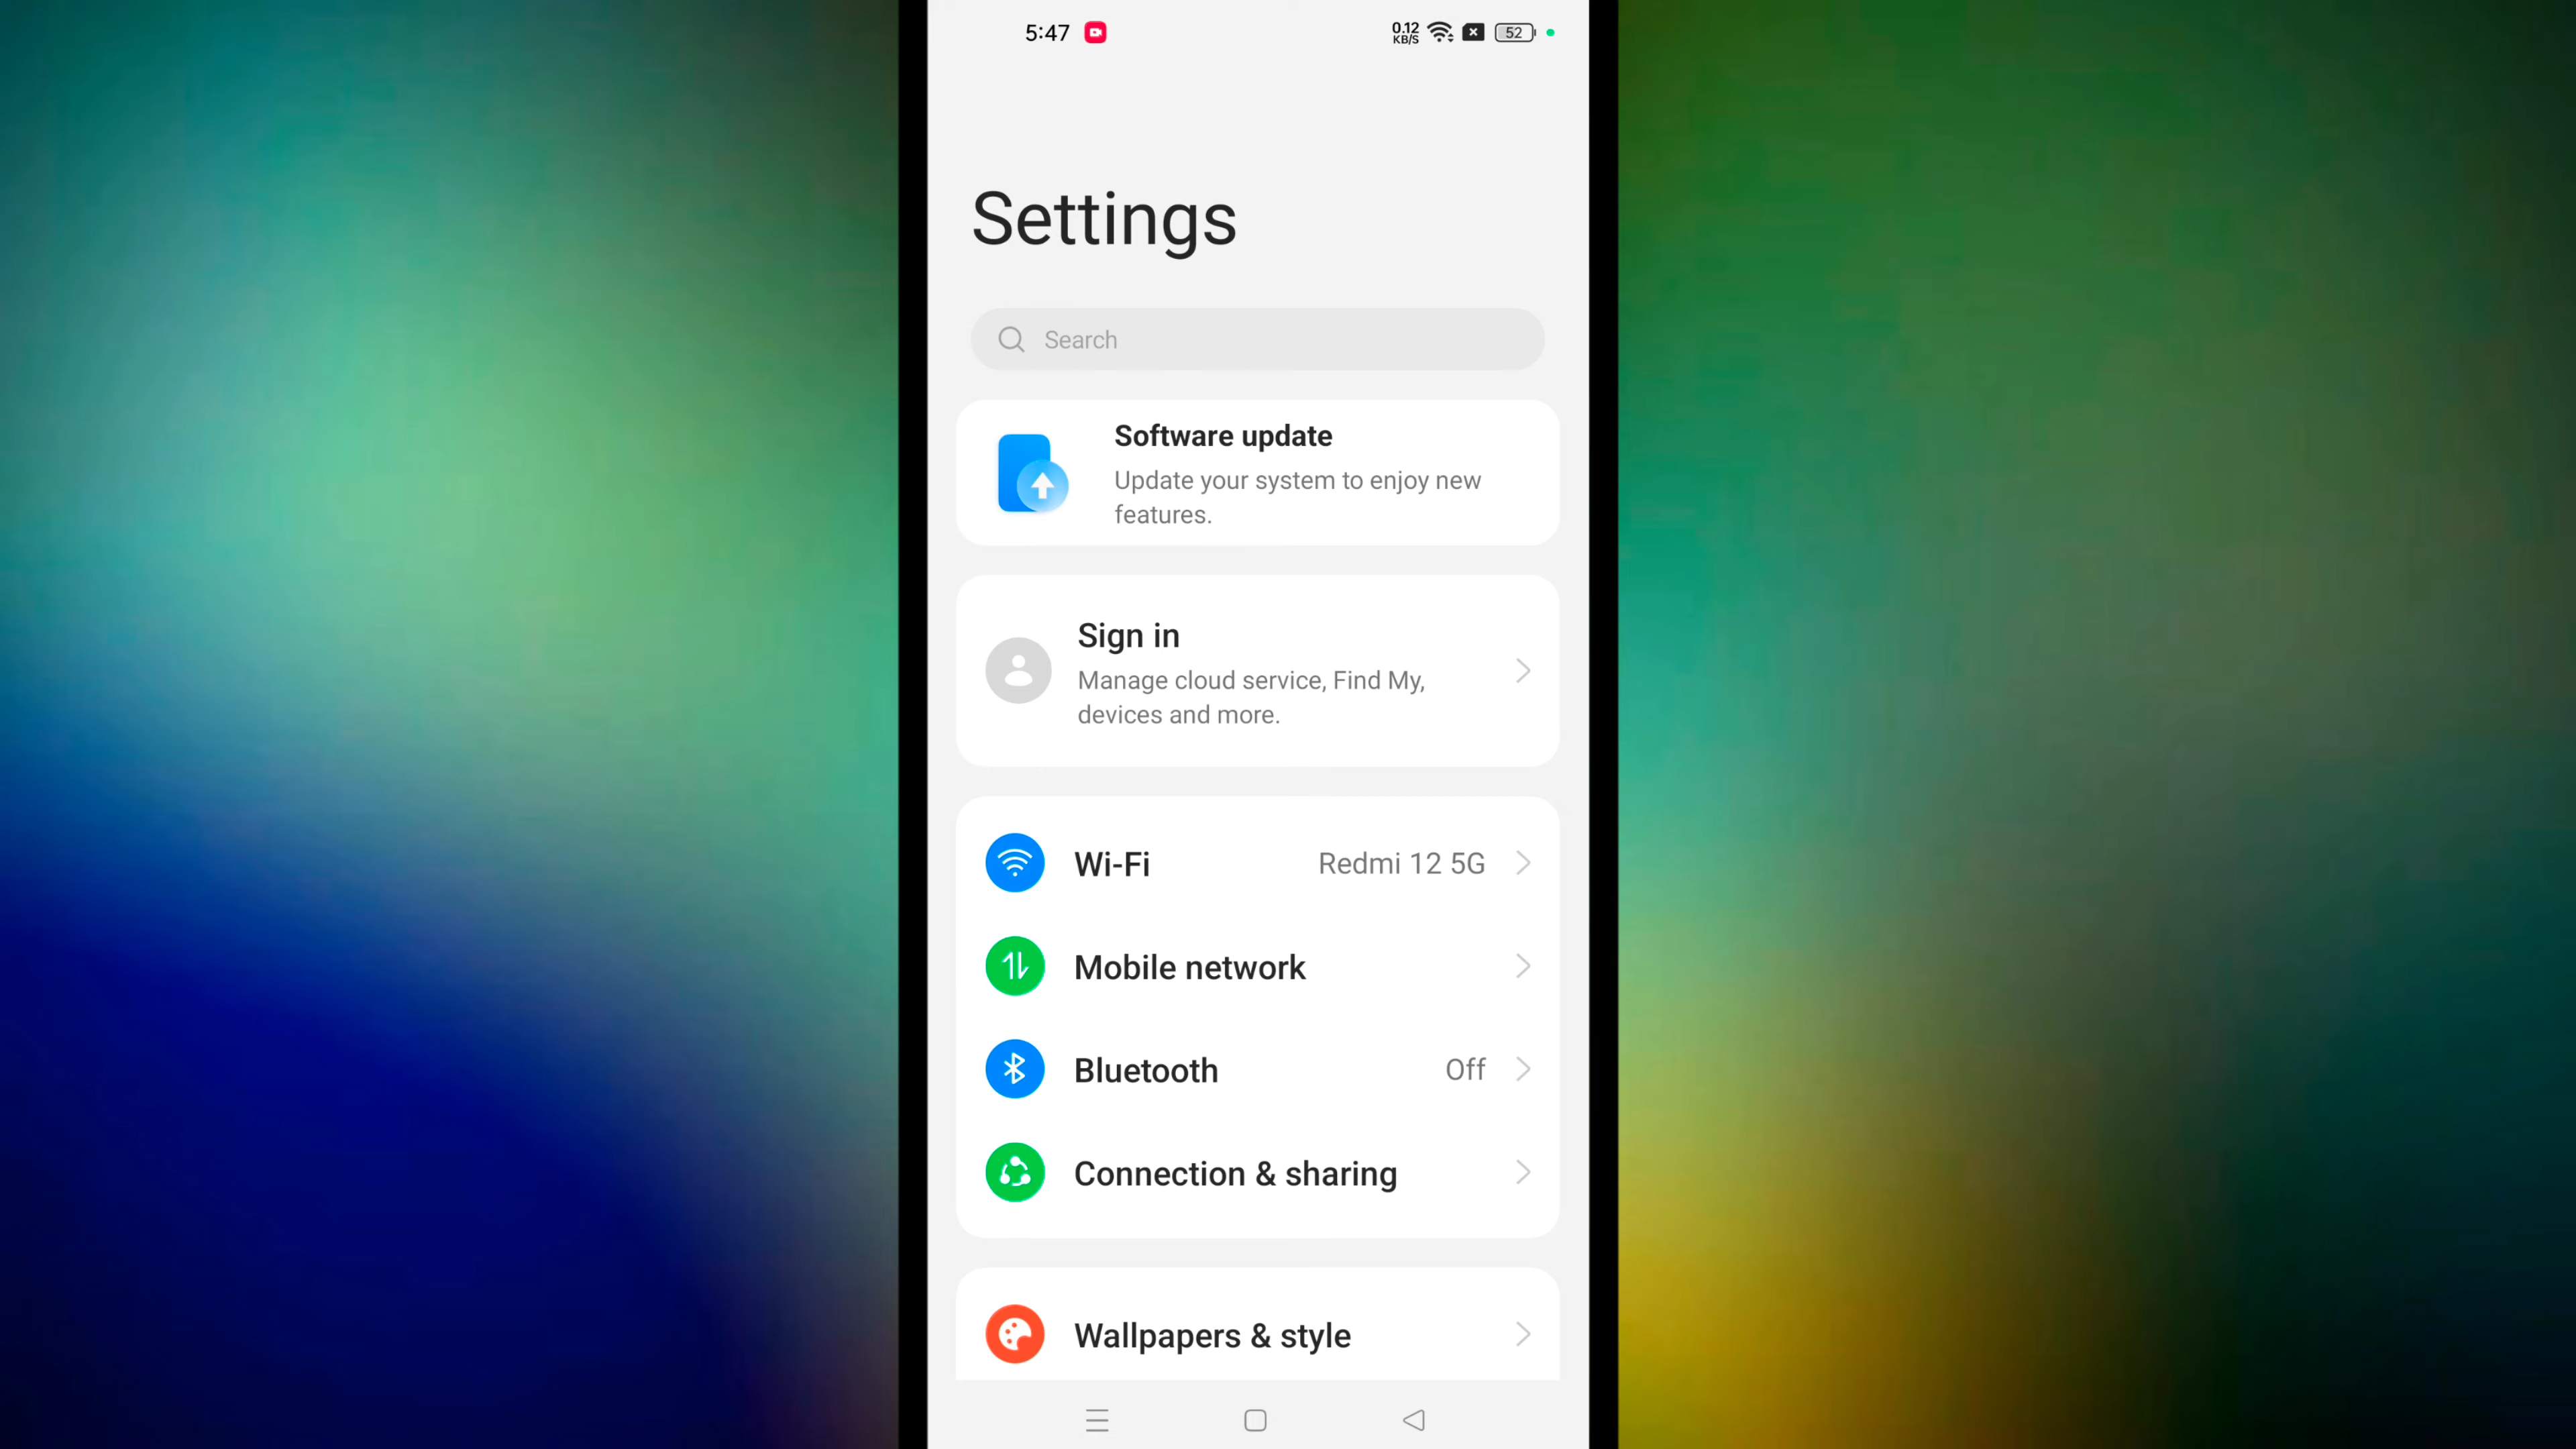 5:47
0.12
KB/S
52
Settings
Search
Software update
Update your system to enjoy new
features.
Sign in
Manage cloud service, Find My,
devices and more.
Wi-Fi Redmi 12 5G
Mobile network
Bluetooth Off
Connection & sharing
Wallpapers & style